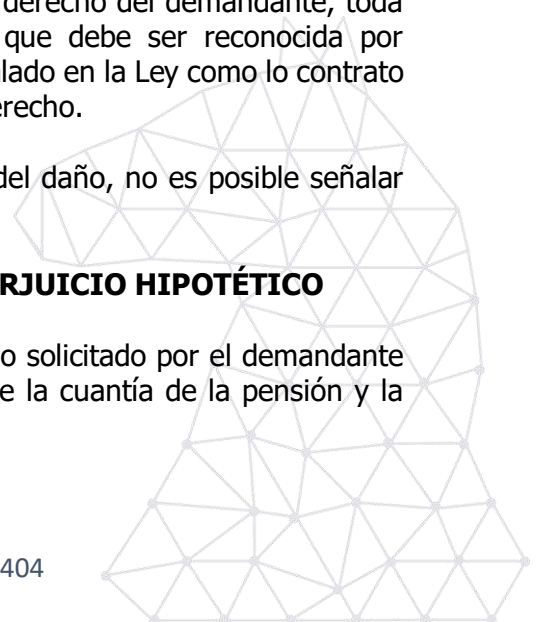 derecho del demandante, toda
que debe ser reconocida por
lado en la Ley como lo contrato
erecho.
del daño, no es posible señalar
RJUICIO HIPOTÉTICO
o solicitado por el demandante
e la cuantía de la pensión y la
404